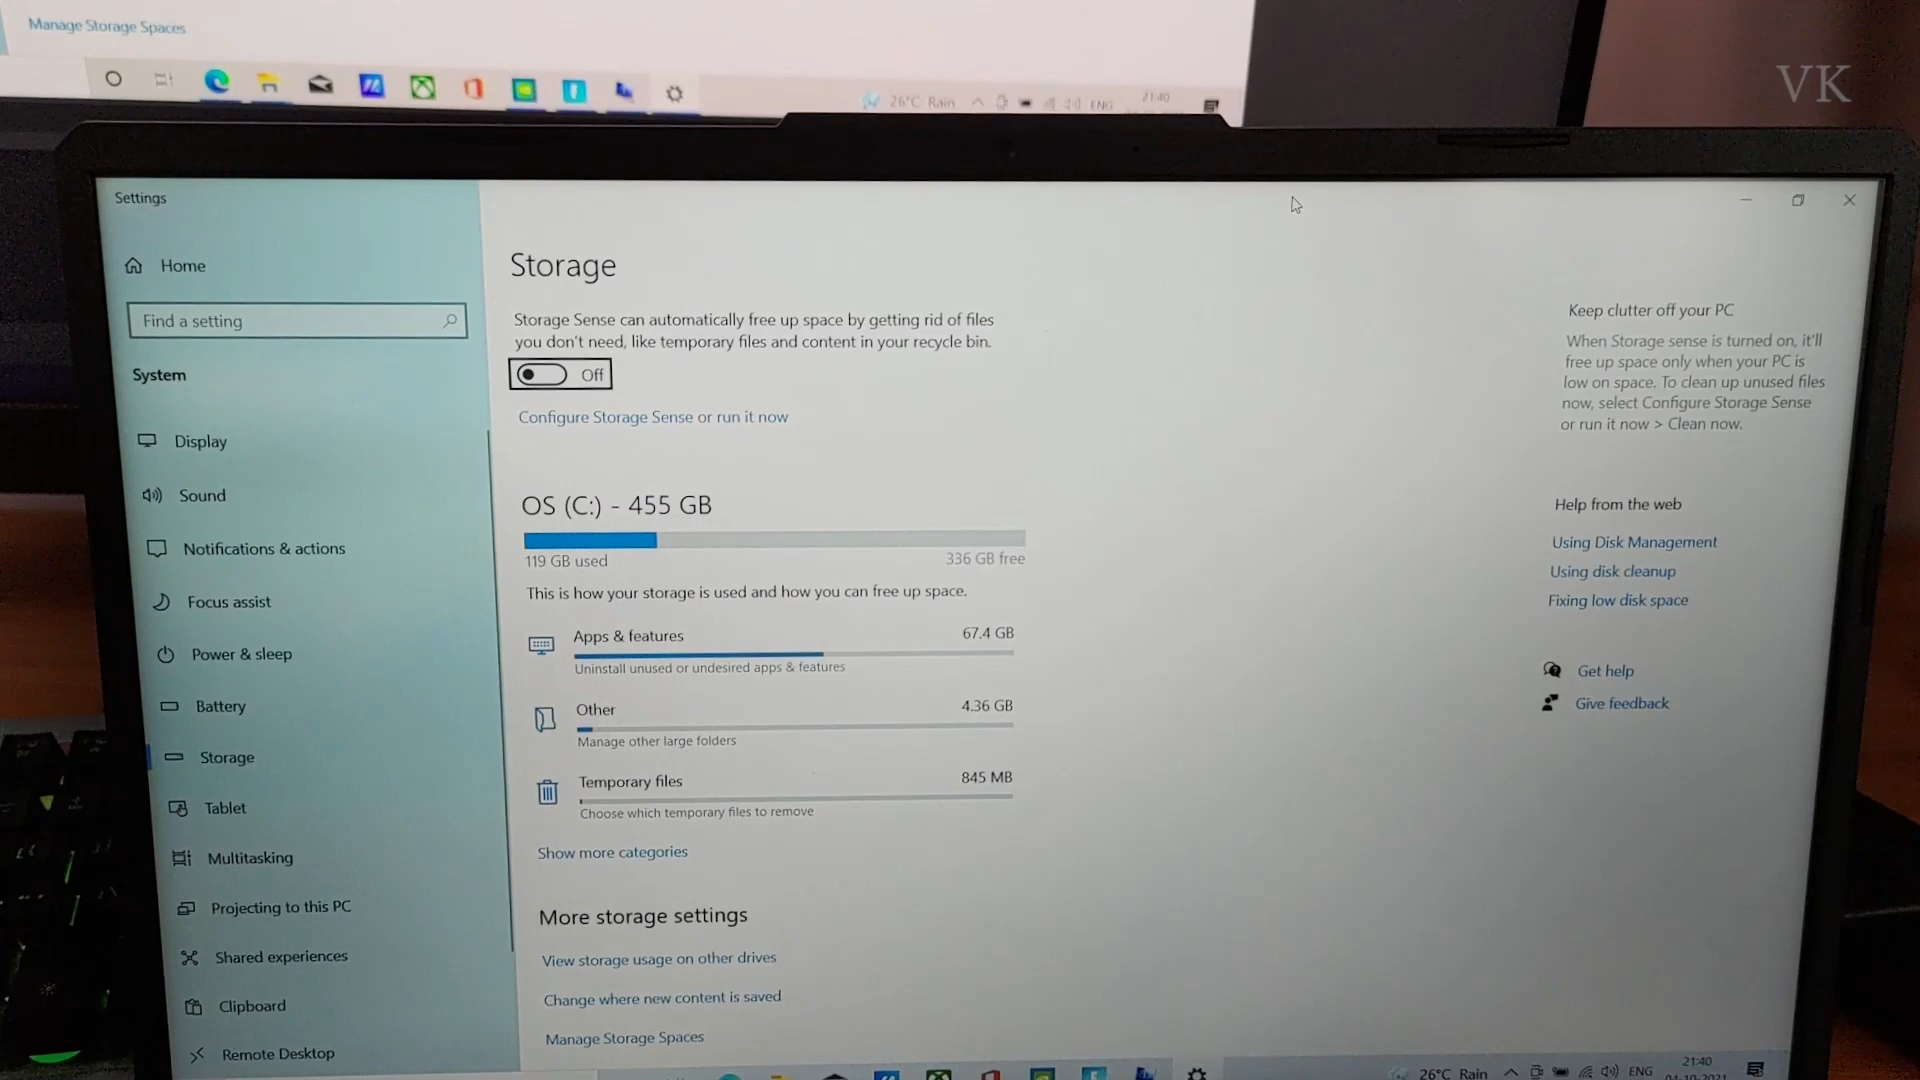 Manage Storage Spaces
26°C Rain
ENG
21:40
VK
Settings
Home
Find a setting
System
Display
Sound
Notifications & actions
Focus assist
Power & sleep
Battery
Storage
Tablet
Multitasking
Projecting to this PC
Shared experiences
Clipboard
Remote Desktop
Storage
Storage Sense can automatically free up space by getting rid of files
you don't need, like temporary files and content in your recycle bin.
Off
Configure Storage Sense or run it now
OS (C:) - 455 GB
119 GB used
336 GB free
This is how your storage is used and how you can free up space.
Apps & features
67.4 GB
Uninstall unused or undesired apps & features
Other
4.36 GB
Manage other large folders
Temporary files
845 MB
Choose which temporary files to remove
Show more categories
More storage settings
View storage usage on other drives
Change where new content is saved
Manage Storage Spaces
Keep clutter off your PC
When Storage sense is turned on, it'll
free up space only when your PC is
low on space. To clean up unused files
now, select Configure Storage Sense
or run it now > Clean now.
Help from the web
Using Disk Management
Using disk cleanup
Fixing low disk space
Get help
Give feedback
26°C Rain
ENG
21:40
04-10-2021